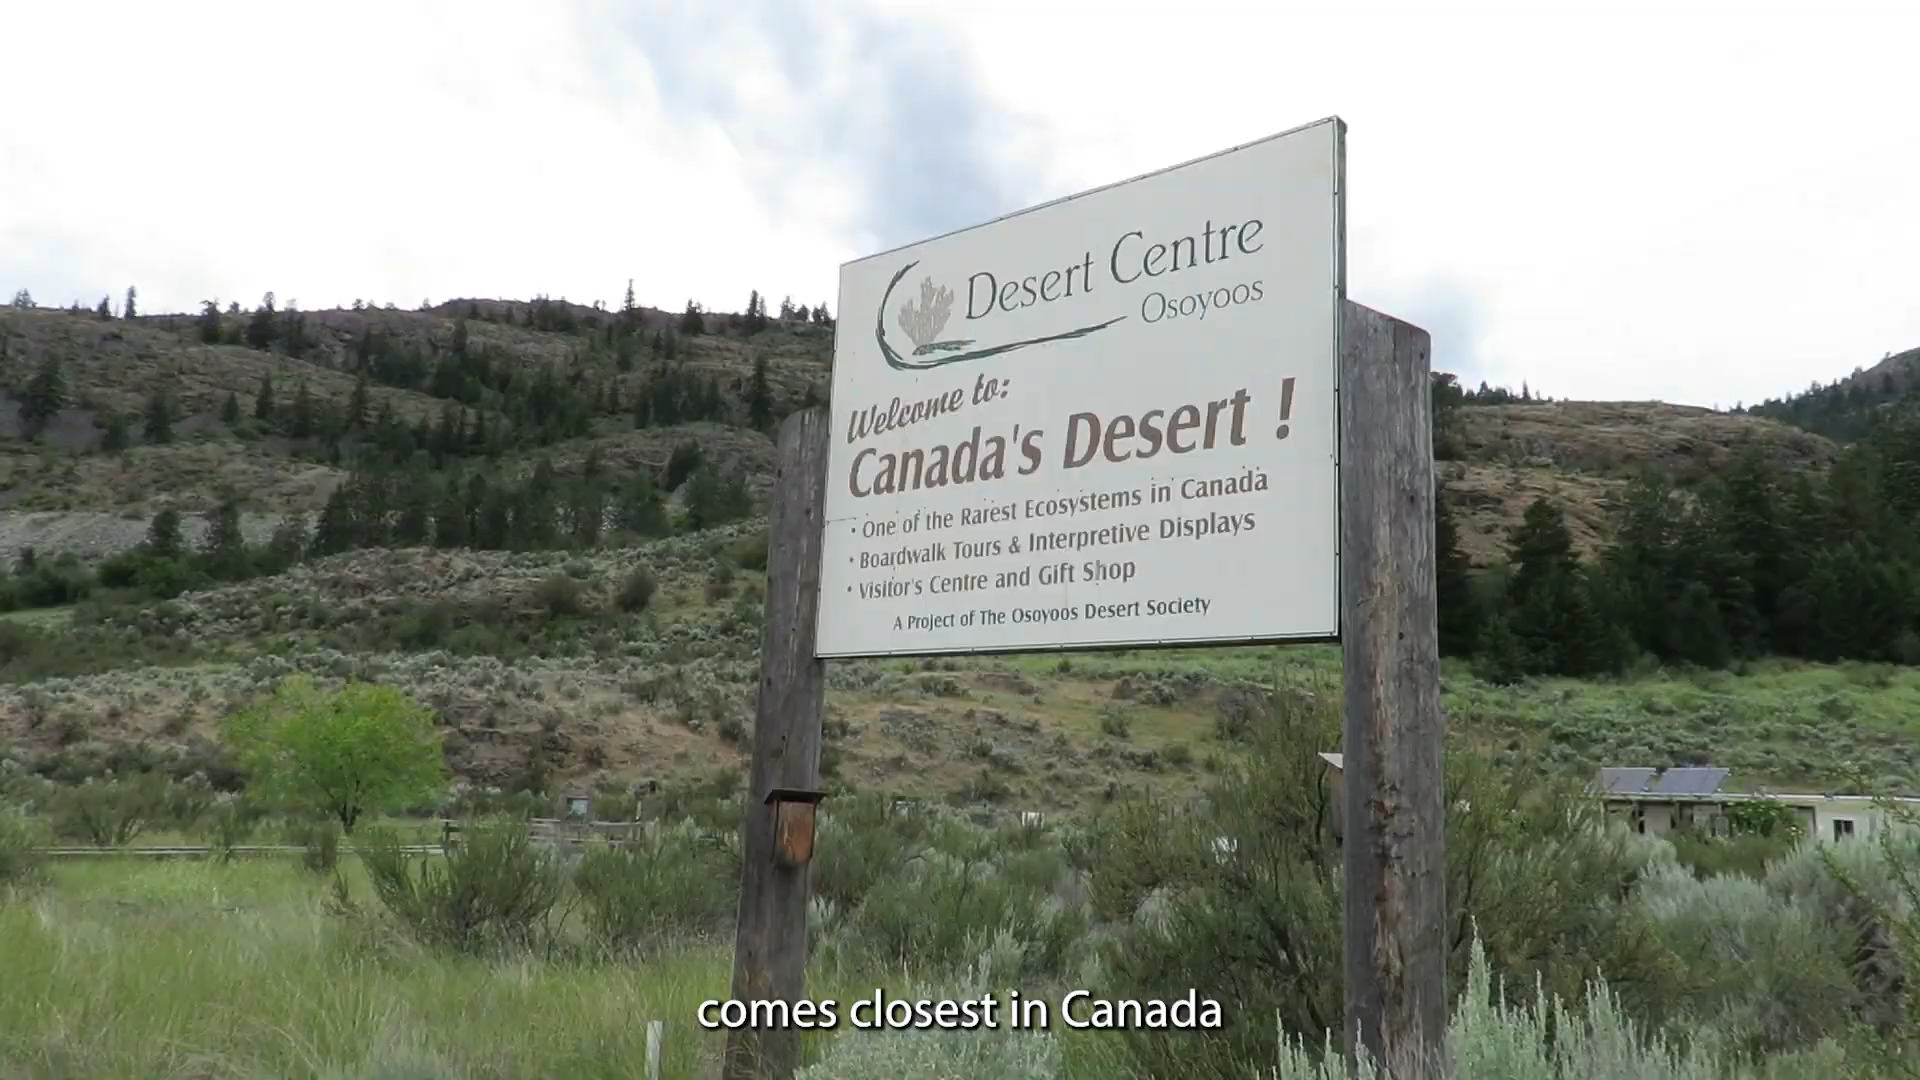 Desert Centre
Osoyoos
Welcome to:
Canada's Desert !
• One of the Rarest Ecosystems in Canada
• Boardwalk Tours & Interpretive Displays
• Visitor's Centre and Gift Shop
A Project of The Osoyoos Desert Society
comes closest in Canada